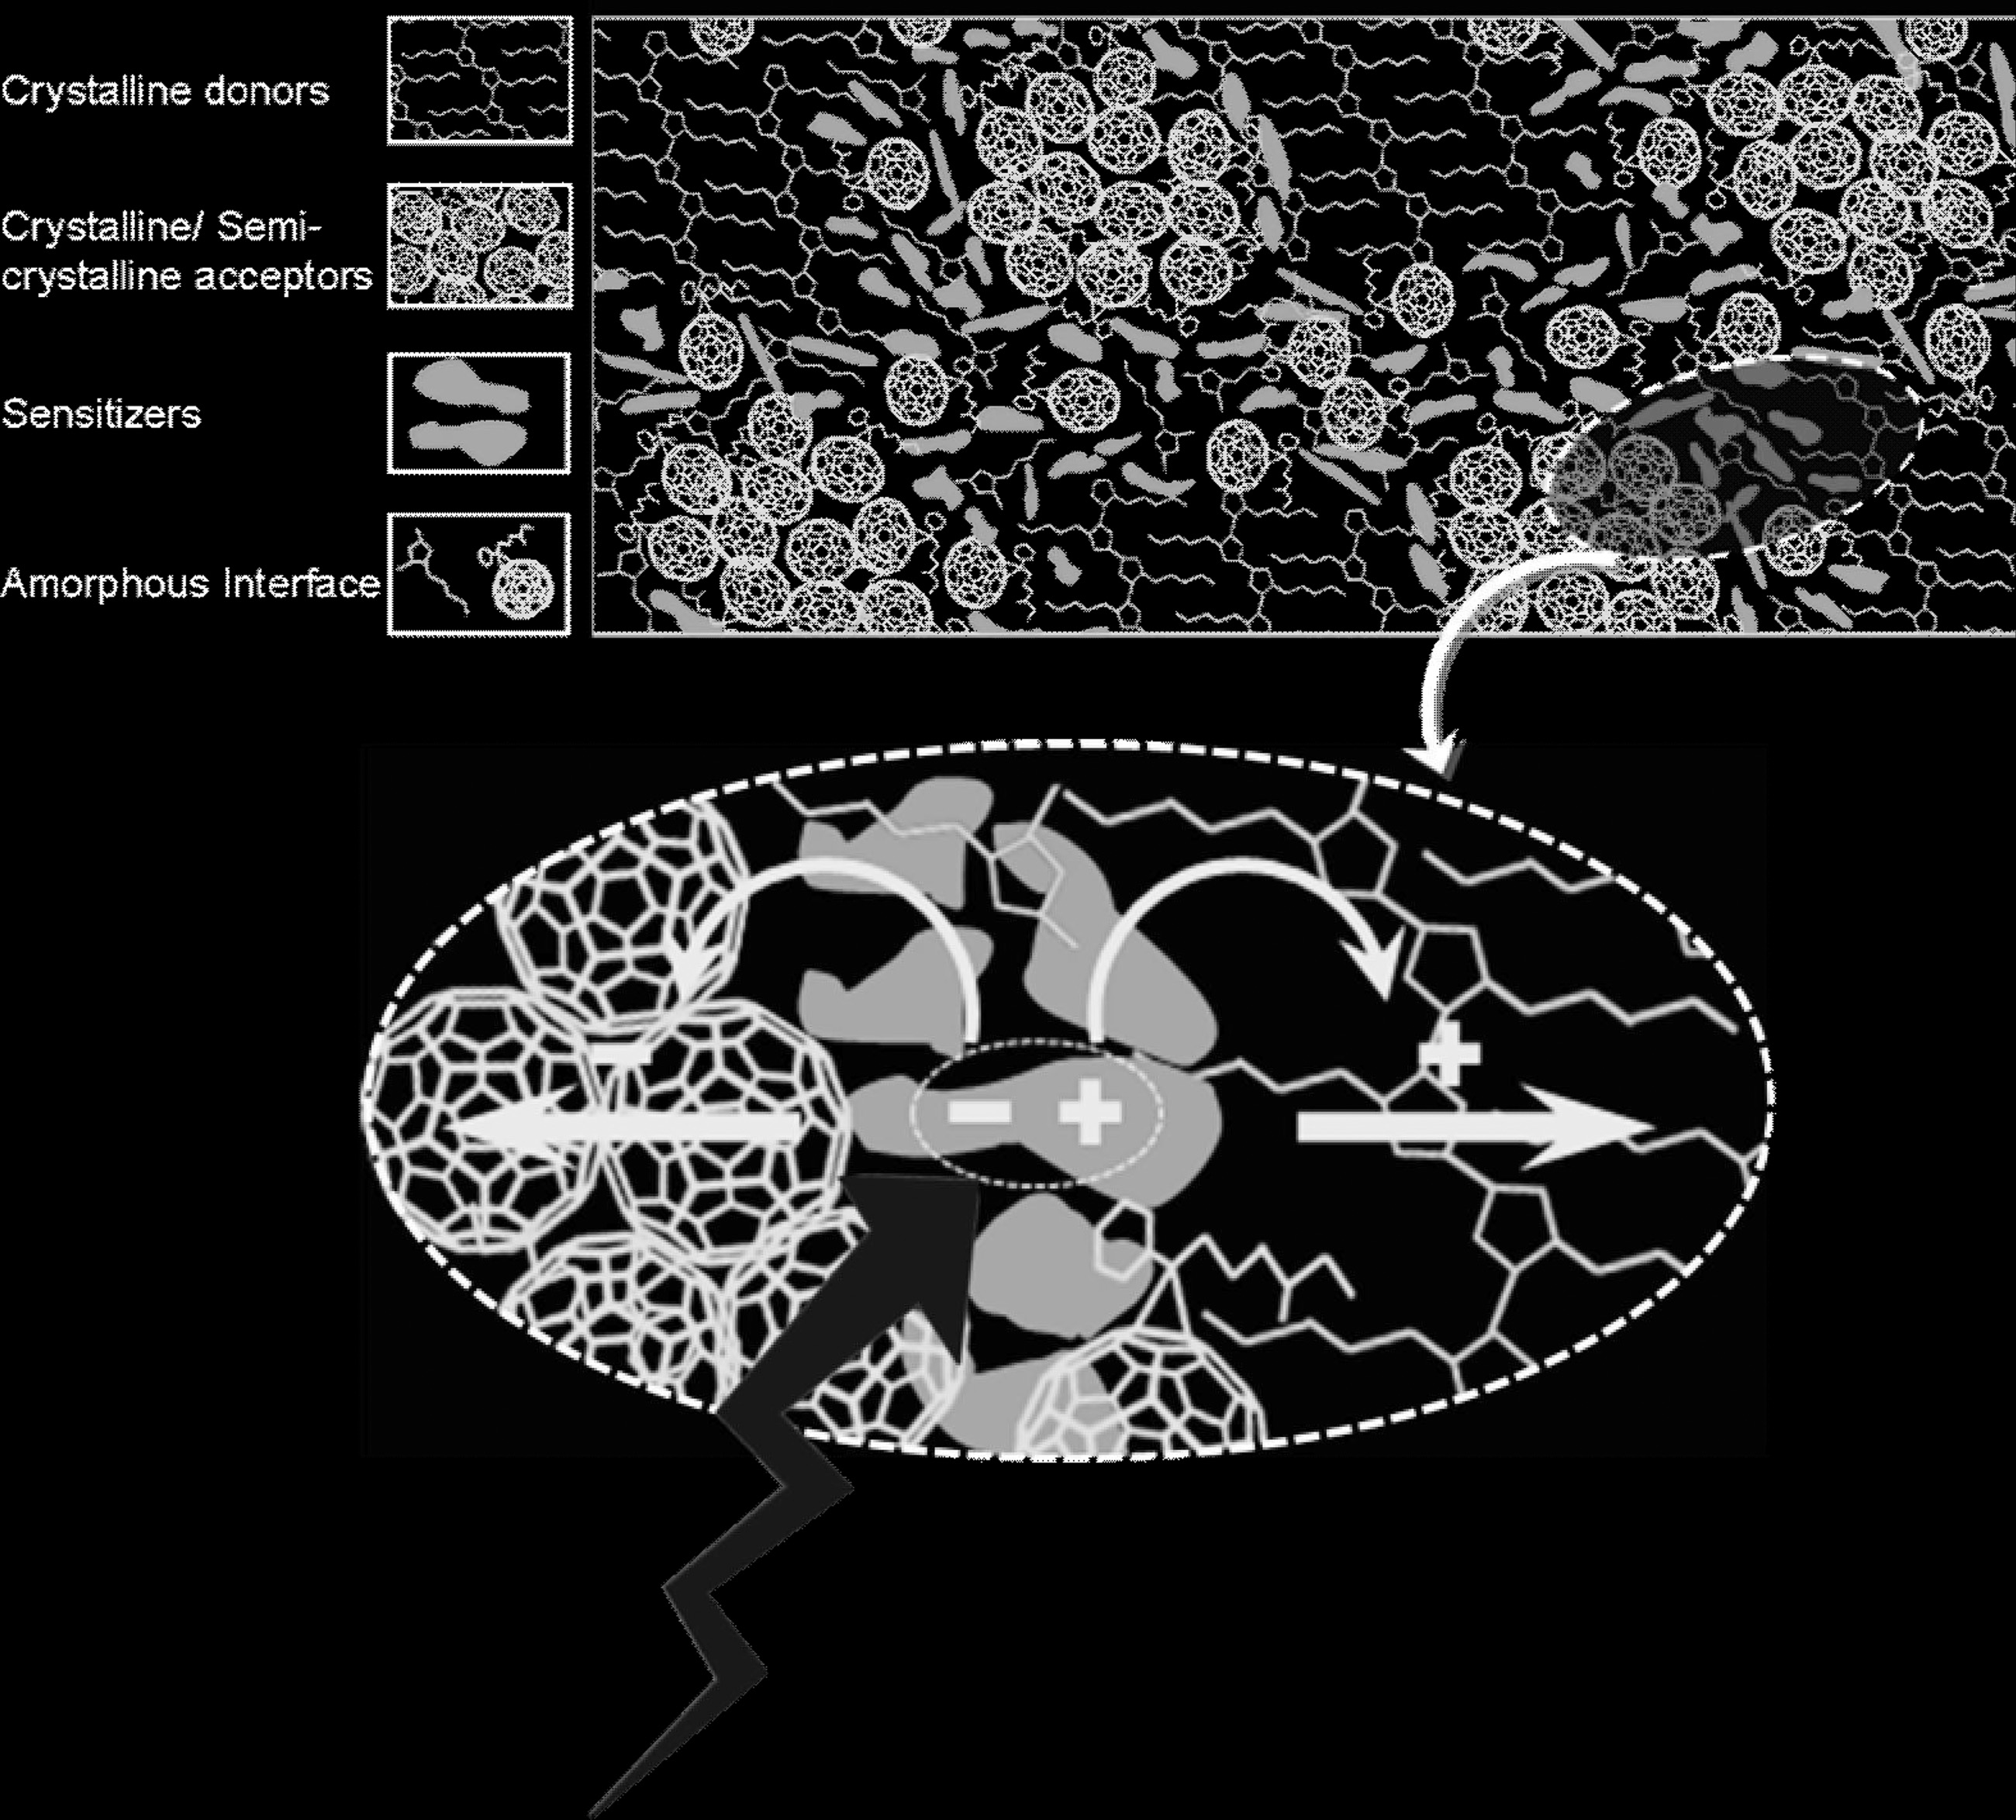 Crystalline donors
Crystalline/ Semi-
crystalline acceptors
Sensitizers
Amorphous Interface